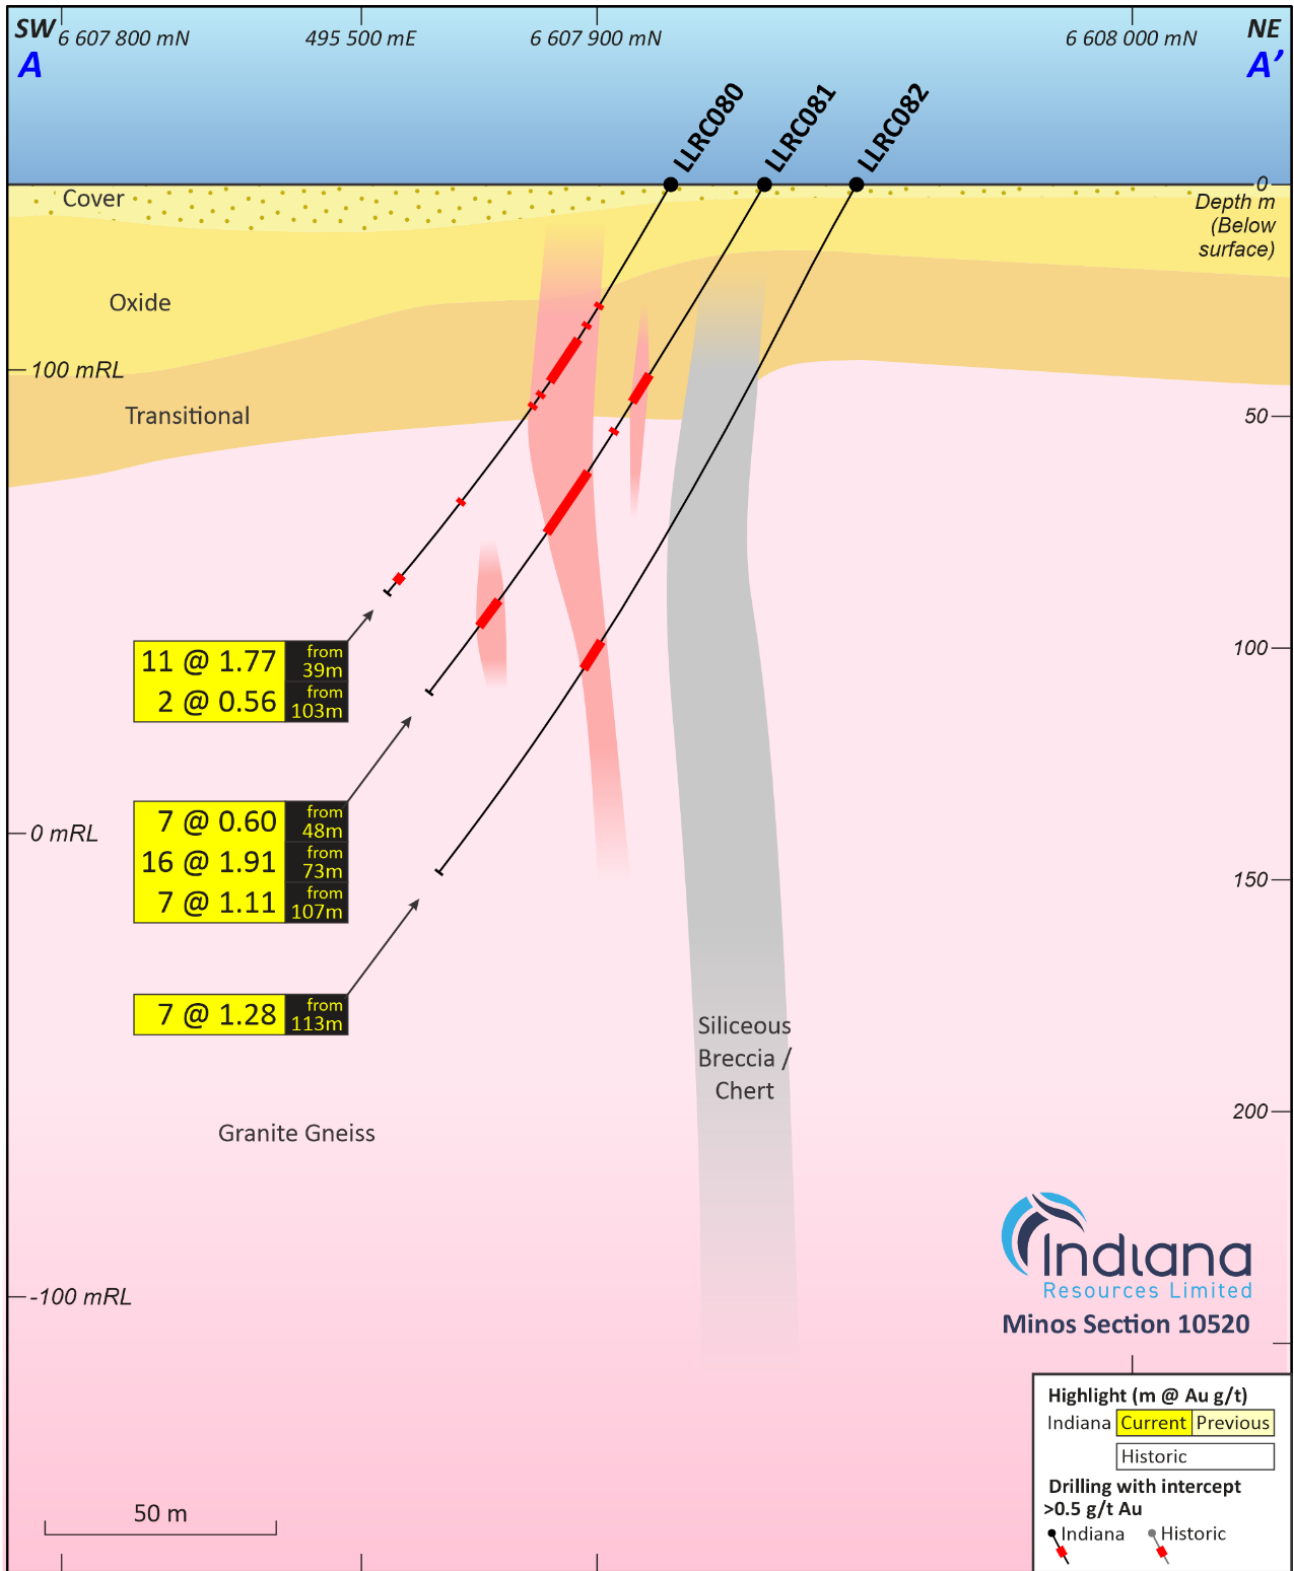 SW
6 607 800 mN
495 500 mE
6 607 900 mN
6 608 000 mN
NE
A
A’
LLRC080
LLRC081
LLRC082
Cover
0
Depth m
(Below
surface)
Oxide
100 mRL
Transitional
50
11 @ 1.77
from
39m
2 @ 0.56
from
103m
100
7 @ 0.60
from
48m
16 @ 1.91
from
73m
7 @ 1.11
from
107m
0 mRL
150
7 @ 1.28
from
113m
Siliceous
Breccia /
Chert
200
Granite Gneiss
-100 mRL
Indiana
Resources Limited
Minos Section 10520
Highlight (m @ Au g/t)
Indiana Current Previous
Historic
Drilling with intercept
>0.5 g/t Au
Indiana Historic
50 m